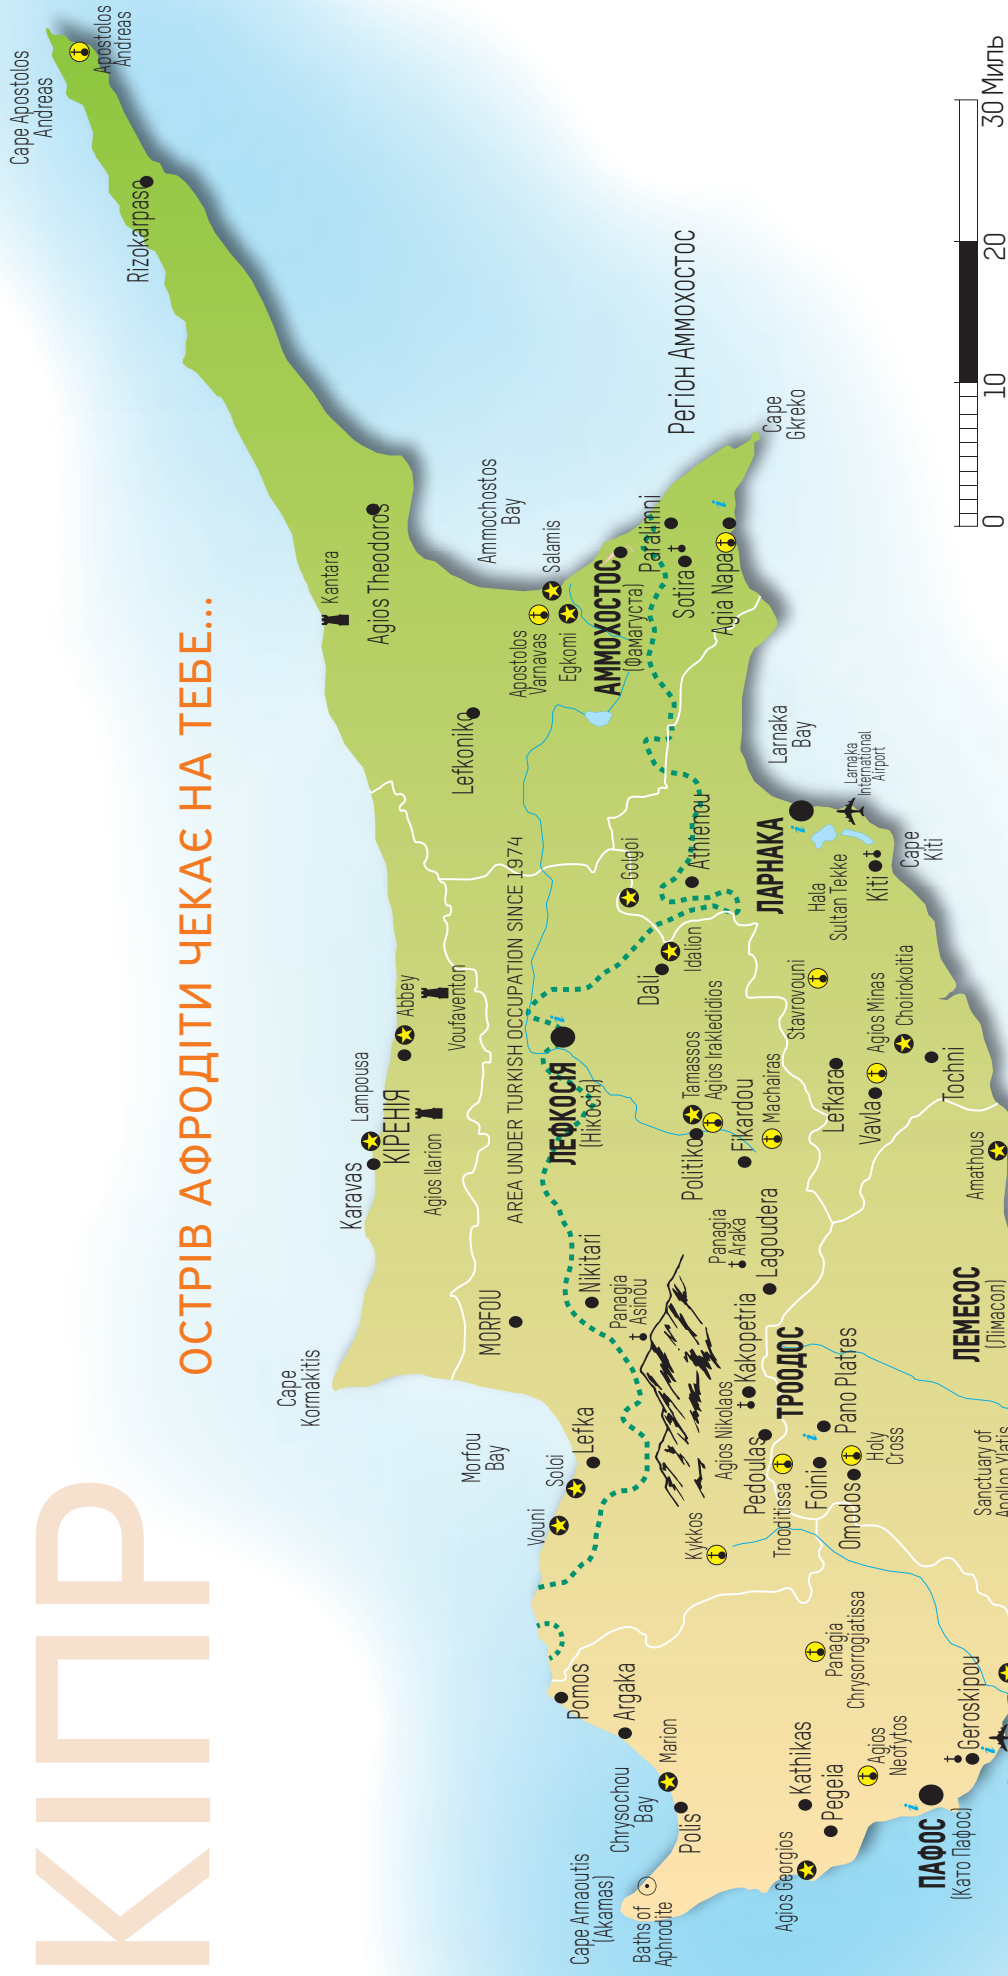 КІПР
ОСТРІВ АФРОДІТИ ЧЕКАЄ НА ТЕБЕ...
Cape Apostolos
Andreas
Apostolos
Andreas
Rizokarpaso
Kantara
Agios Theodoros
Ammochostos
Bay
Salamis
Apostolos
Varnavas
Egkomi
АММОХОСТОС
(Фамагуста)
Регіон Аммохостос
Paralimni
Sotira
Agia Napa
Cape
Gkreko
Lefkoniko
Cape
Kormakitis
Karavas
Lampousa
КІРЕНІЯ
Abbey
Agios Ilarion
Voufaventon
Morfou
Bay
MORFOU
AREA UNDER TURKISH OCCUPATION SINCE 1974
Vouni
Soloi
Lefka
Nikitari
Panagia
Asinou
ЛЕФКОСІЯ
(Нікосія)
Golgoi
Athienou
Dali
Idalion
Larnaka
Bay
ЛАРНАКА
Larnaka
International
Airport
Hala
Sultan Tekke
Kiti
Cape
Kiti
Politiko
Tamassos
Agios Irakledidios
Fikardou
Machairas
Stavrovouni
Lefkara
Vavla
Agios Minas
Choirokoitia
Tochni
Amathous
Panagia
Araka
Lagoudera
Kakopetria
Agios Nikolaos
ТРООДОС
Pedoulas
Trooditissa
Foini
Pano Platres
Omodos
Holy
Cross
Kykkos
ЛЕМЕСОС
(Лімасол)
Sanctuary of
Apollon Ylatis
Cape Arnaoutis
(Akamas)
Baths of
Aphrodite
Chrysochou
Bay
Polis
Marion
Argaka
Pomos
Panagia
Chrysorrogiatissa
Kathikas
Pegeia
Agios Georgios
Agios
Neofytos
Geroskipou
ПАФОС
(Като Пафос)
0 10 20 30 Миль